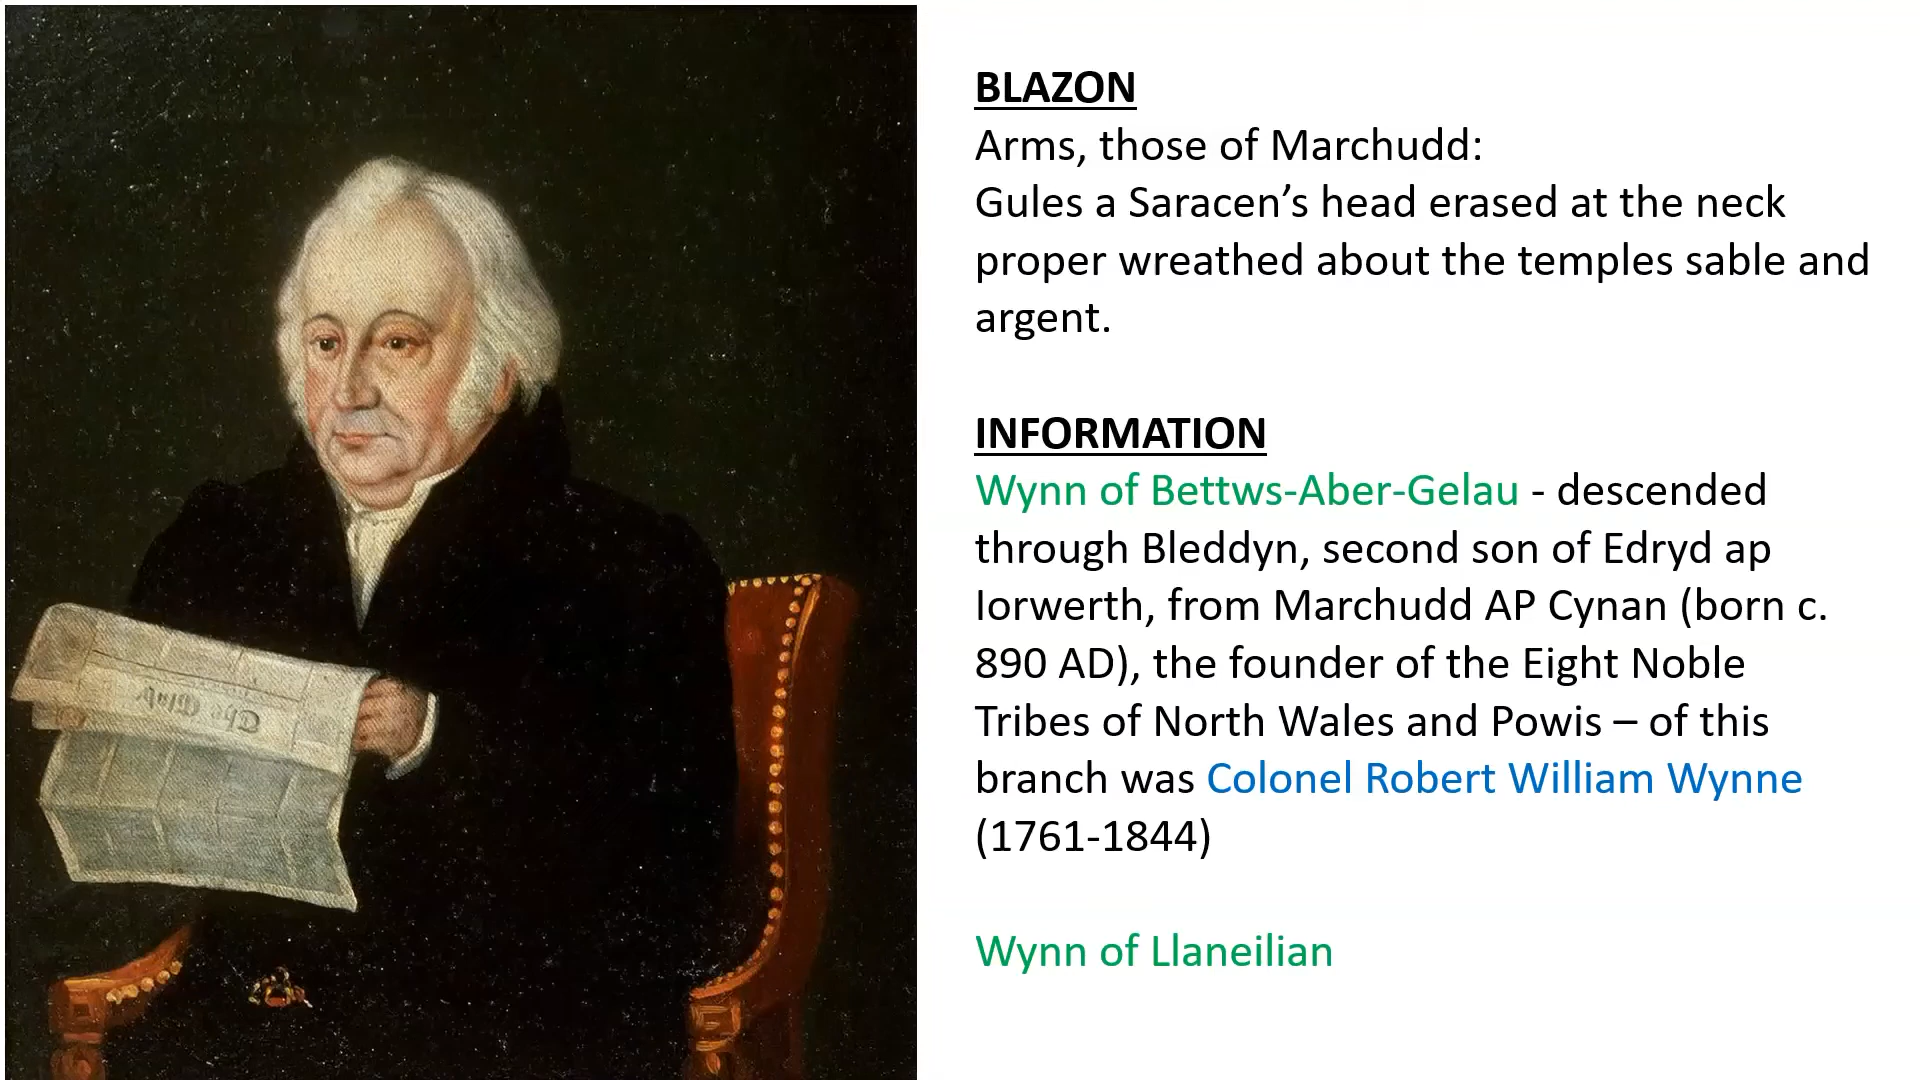 BLAZON
Arms, those of Marchudd:
Gules a Saracen’s head erased at the neck
proper wreathed about the temples sable and
argent.
INFORMATION
Wynn of Bettws-Aber-Gelau - descended
through Bleddyn, second son of Edryd ap
Iorwerth, from Marchudd AP Cynan (born c.
890 AD), the founder of the Eight Noble
Tribes of North Wales and Powis – of this
branch was Colonel Robert William Wynne
(1761-1844)
Wynn of Llaneilian
The